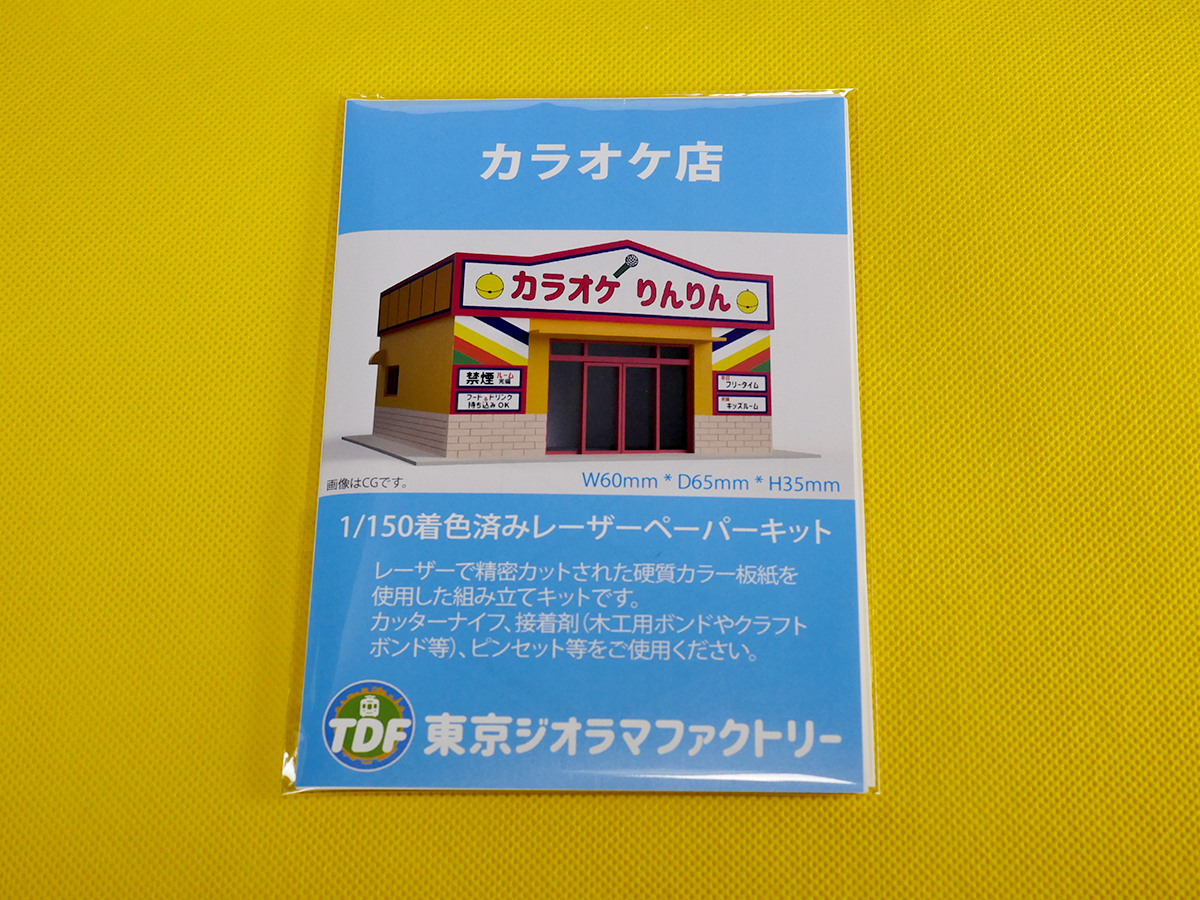 カラオケ店
カラオケ りんりん
禁煙 ルーム
完備
フード&ドリンク
持ち込みOK
平日
フリータイム
完備
キッズルーム
画像はCGです。
W60mm * D65mm * H35mm
1/150着色済みレーザーペーパーキット
レーザーで精密カットされた硬質カラー板紙を
使用した組み立てキットです。
カッターナイフ、接着剤(木工用ボンドやクラフト
ボンド等)、ピンセット等をご使用ください。
TDF 東京ジオラマファクトリー